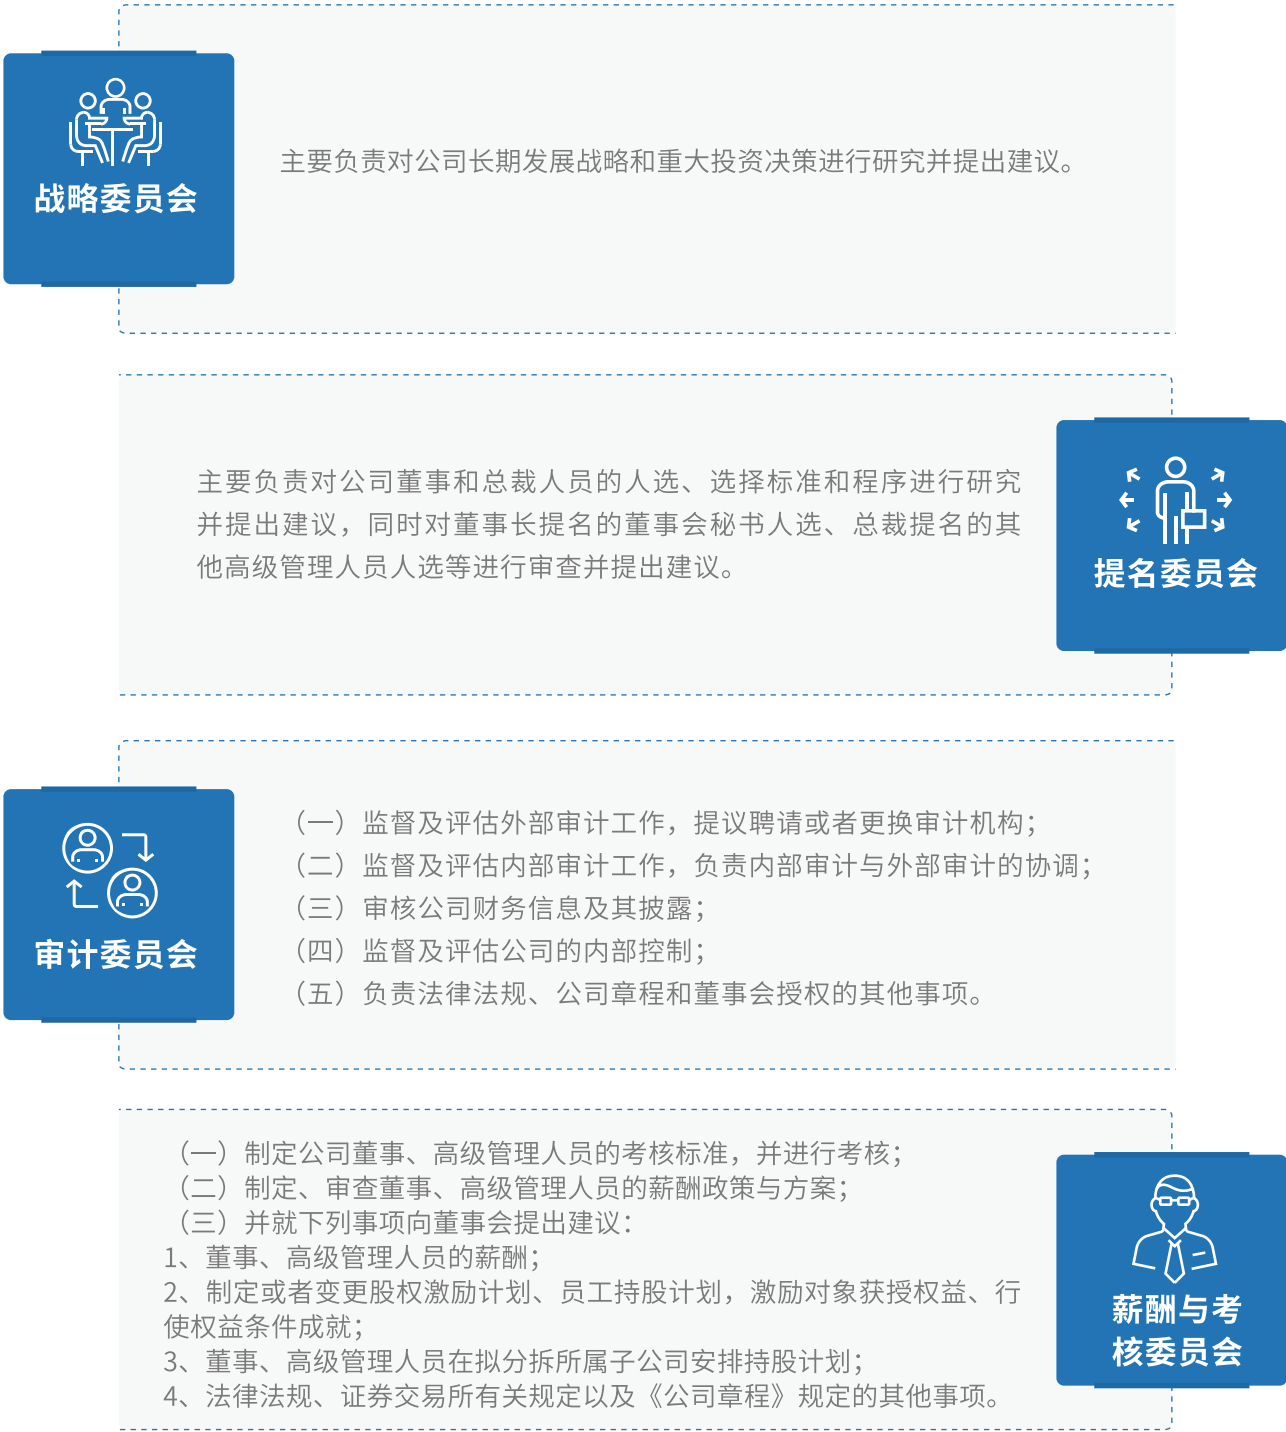 战略委员会
主要负责对公司长期发展战略和重大投资决策进行研究并提出建议。
主要负责对公司董事和总裁人员的人选、选择标准和程序进行研究
并提出建议，同时对董事长提名的董事会秘书人选、总裁提名的其
他高级管理人员人选等进行审查并提出建议。
提名委员会
审计委员会
（一）监督及评估外部审计工作，提议聘请或者更换审计机构；
（二）监督及评估内部审计工作，负责内部审计与外部审计的协调；
（三）审核公司财务信息及其披露；
（四）监督及评估公司的内部控制；
（五）负责法律法规、公司章程和董事会授权的其他事项。
（一）制定公司董事、高级管理人员的考核标准，并进行考核；
（二）制定、审查董事、高级管理人员的薪酬政策与方案；
（三）并就下列事项向董事会提出建议：
1、董事、高级管理人员的薪酬；
2、制定或者变更股权激励计划、员工持股计划，激励对象获授权益、行
使权益条件成就；
3、董事、高级管理人员在拟分拆所属子公司安排持股计划；
4、法律法规、证券交易所有关规定以及《公司章程》规定的其他事项。
薪酬与考
核委员会